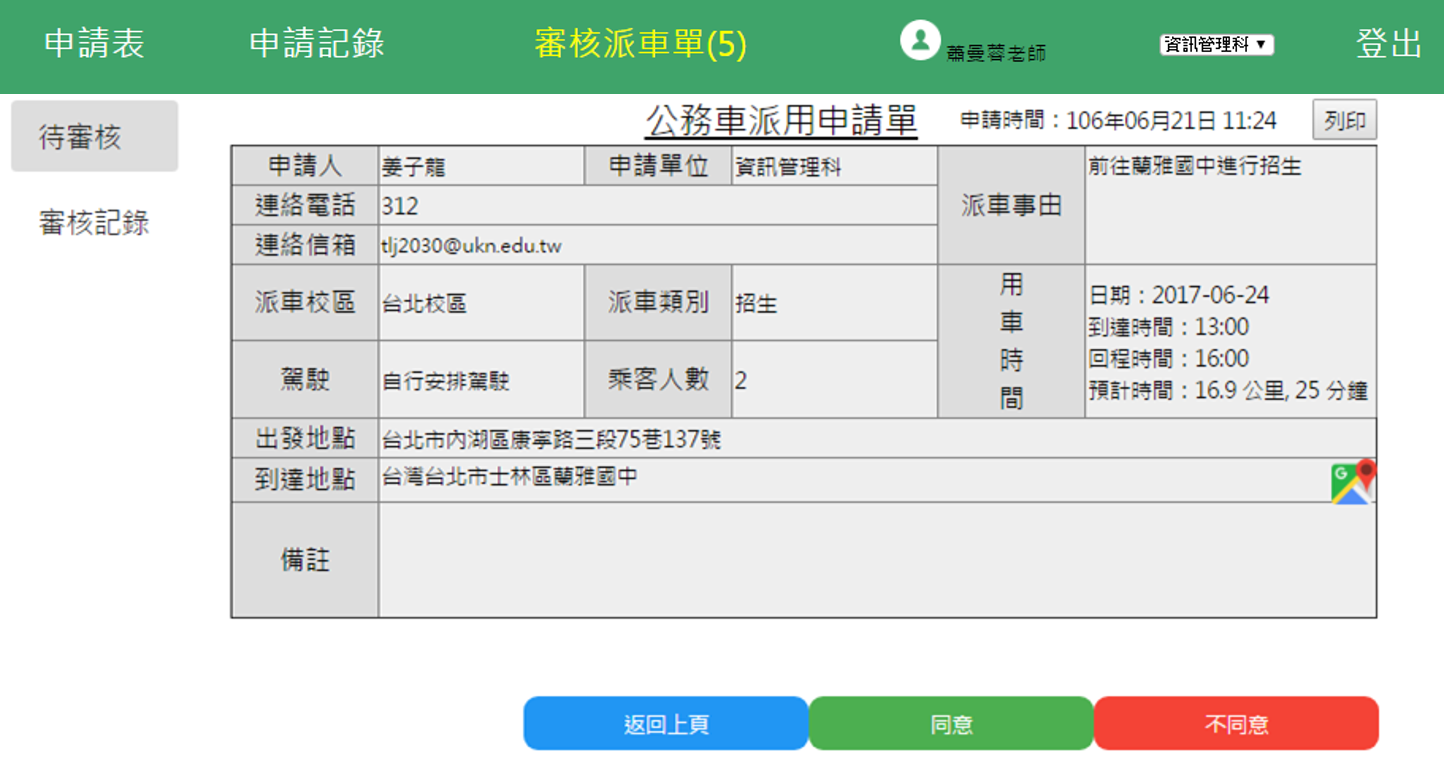 申請表 申請記錄 審核派車單(5) 蕭曼蓉老師 資訊管理科 ▼ 登出
待審核
審核記錄
公務車派用申請單 申請時間：106年06月21日 11:24 列印
申請人 姜子龍 申請單位 資訊管理科 派車事由 前往蘭雅國中進行招生
連絡電話 312
連絡信箱 tlj2030@ukn.edu.tw
派車校區 台北校區 派車類別 招生
駕駛 自行安排駕駛 乘客人數 2
用車時間
日期：2017-06-24
到達時間：13:00
回程時間：16:00
預計時間：16.9 公里, 25 分鐘
出發地點 台北市內湖區康寧路三段75巷137號
到達地點 台灣台北市士林區蘭雅國中
G
備註
返回上頁 同意 不同意